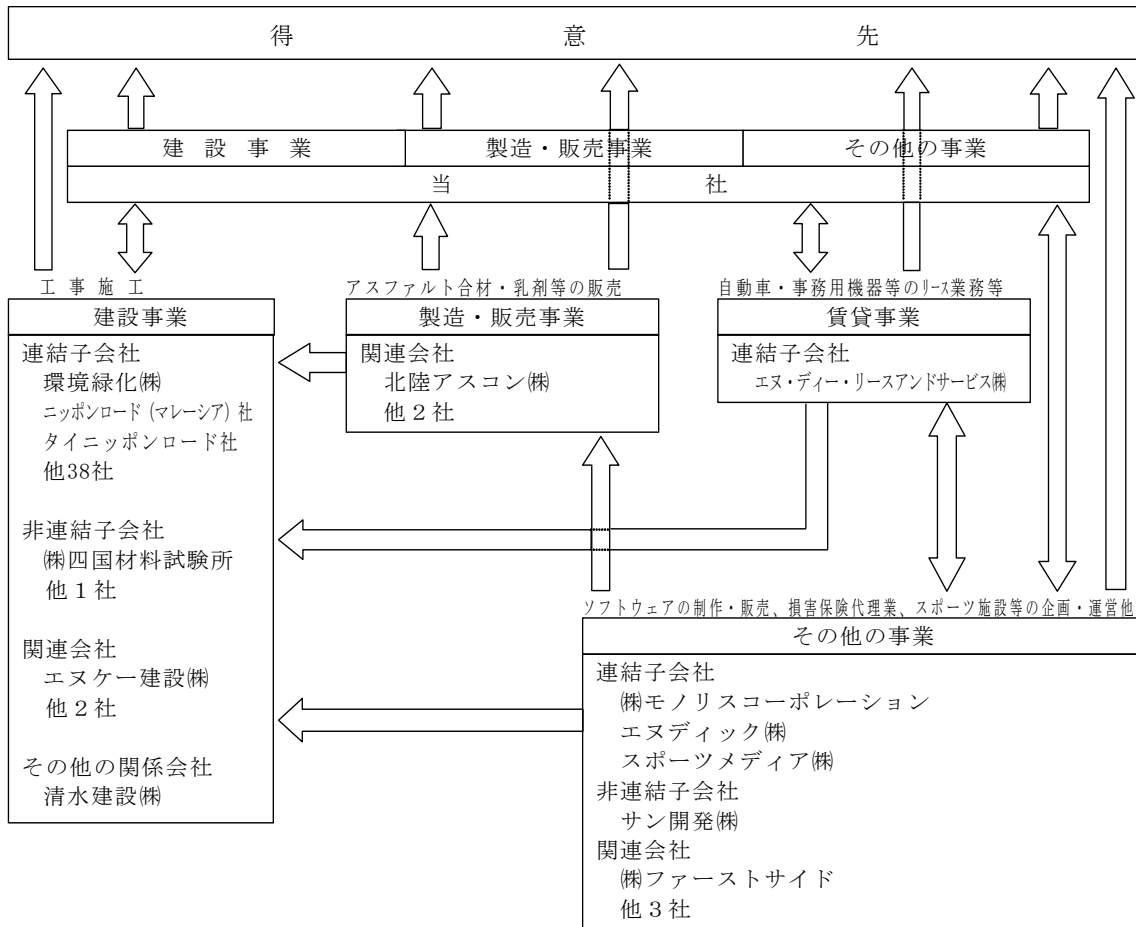 得意先
建設事業
製造・販売事業
その他の事業
当社
工事施工
建設事業
連結子会社
環境緑化㈱
ニッポンロード（マレーシア）社
タイニッポンロード社
他38社
非連結子会社
㈱四国材料試験所
他１社
関連会社
エヌケー建設㈱
他２社
その他の関係会社
清水建設㈱
アスファルト合材・乳剤等の販売
製造・販売事業
関連会社
北陸アスコン㈱
他２社
自動車・事務用機器等のリース業務等
賃貸事業
連結子会社
エヌ・ディー・リースアンドサービス㈱
ソフトウェアの制作・販売、損害保険代理業、スポーツ施設等の企画・運営他
その他の事業
連結子会社
㈱モノリスコーポレーション
エヌディック㈱
スポーツメディア㈱
非連結子会社
サン開発㈱
関連会社
㈱ファーストサイド
他３社